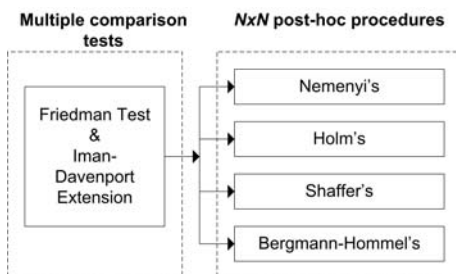 Multiple comparison
tests
NxN post-hoc procedures
Friedman Test
&
Iman-
Davenport
Extension
Nemenyi's
Holm's
Shaffer's
Bergmann-Hommel's